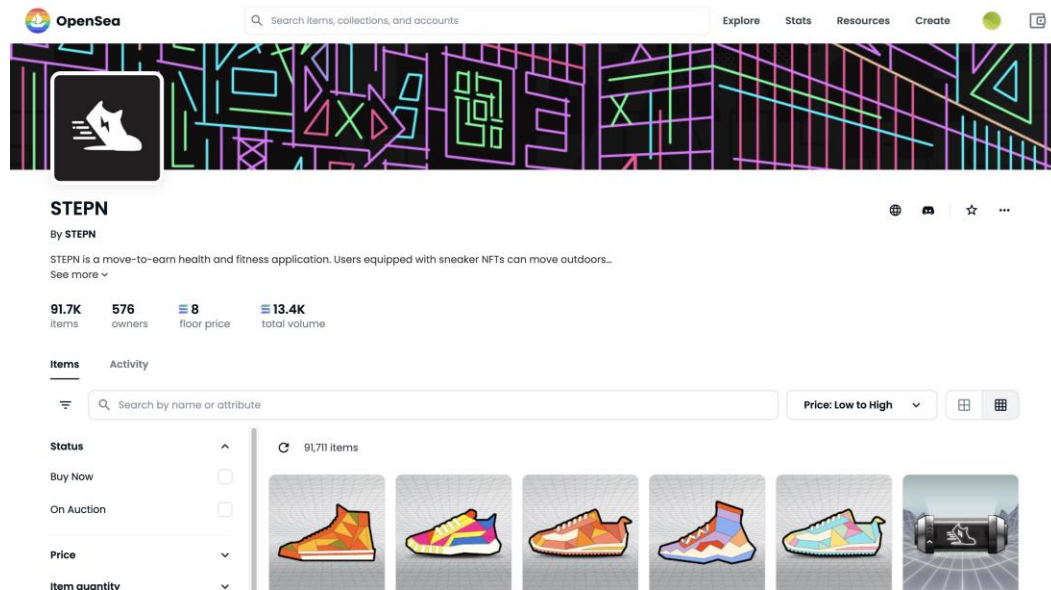 OpenSea
Search items, collections, and accounts
Explore
Stats
Resources
Create
STEPN
By STEPN
STEPN is a move-to-earn health and fitness application. Users equipped with sneaker NFTs can move outdoors...
See more
91.7K
576
8
13.4K
items
owners
floor price
total volume
Items
Activity
Search by name or attribute
Price: Low to High
Status
91,711 items
Buy Now
On Auction
Price
Item quantity